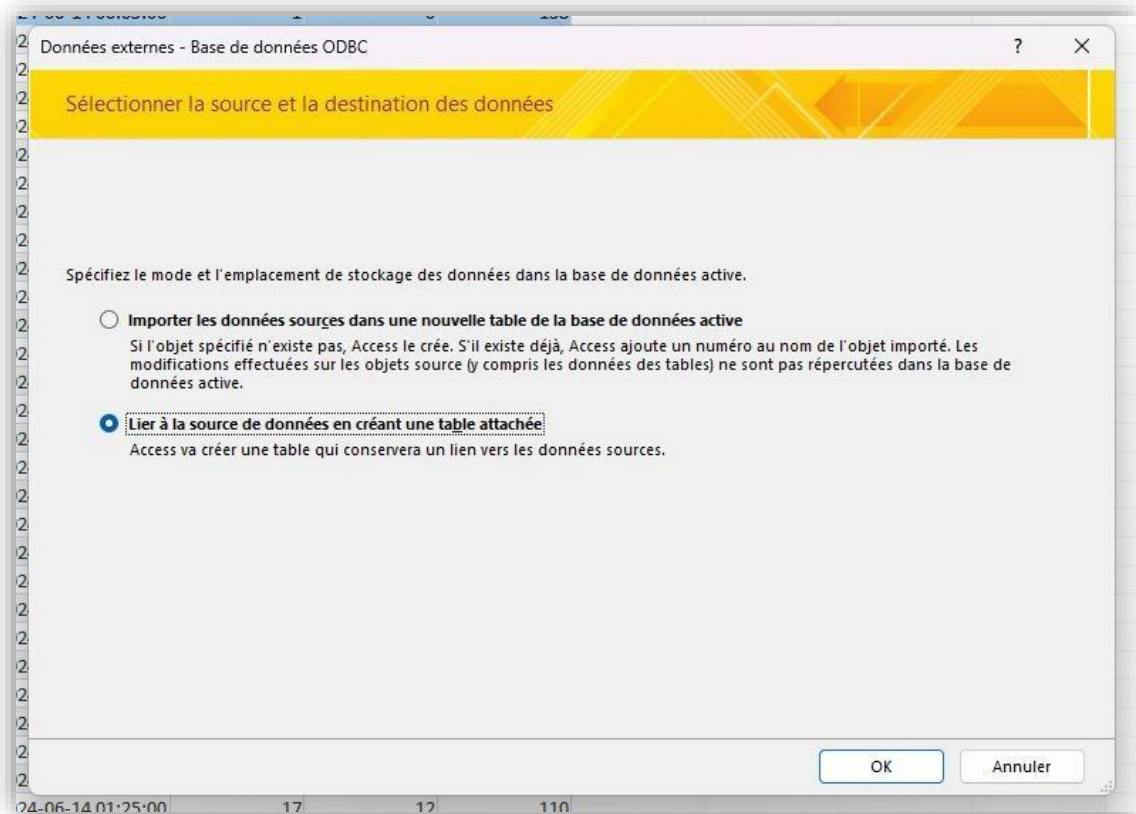 Données externes - Base de données ODBC ?
Sélectionner la source et la destination des données
Spécifiez le mode et l'emplacement de stockage des données dans la base de données active.
Importer les données sources dans une nouvelle table de la base de données active
Si l'objet spécifié n'existe pas, Access le crée. S'il existe déjà, Access ajoute un numéro au nom de l'objet importé. Les
modifications effectuées sur les objets source (y compris les données des tables) ne sont pas répercutées dans la base de
données active.
Lier à la source de données en créant une table attachée
Access va créer une table qui conservera un lien vers les données sources.
OK Annuler
24-06-14 01:25:00 17 12 110